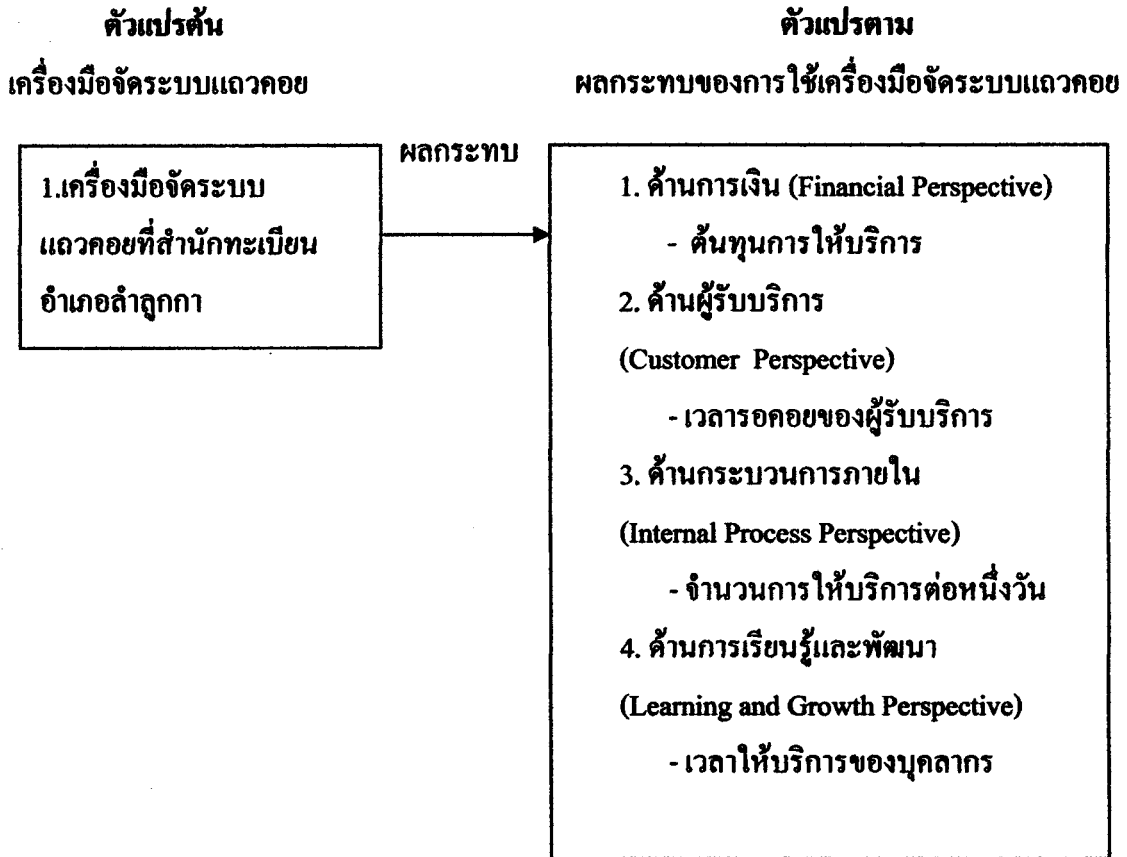 ตัวแปรต้น
เครื่องมือจัดระบบแถวคอย
1.เครื่องมือจัดระบบ
แถวคอยที่สำนักทะเบียน
อำเภอลำลูกกา
ผลกระทบ
ตัวแปรตาม
ผลกระทบของการใช้เครื่องมือจัดระบบแถวคอย
1. ด้านการเงิน (Financial Perspective)
- ต้นทุนการให้บริการ
2. ด้านผู้รับบริการ
(Customer Perspective)
- เวลารอคอยของผู้รับบริการ
3. ด้านกระบวนการภายใน
(Internal Process Perspective)
- จำนวนการให้บริการต่อหนึ่งวัน
4. ด้านการเรียนรู้และพัฒนา
(Learning and Growth Perspective)
- เวลาให้บริการของบุคลากร